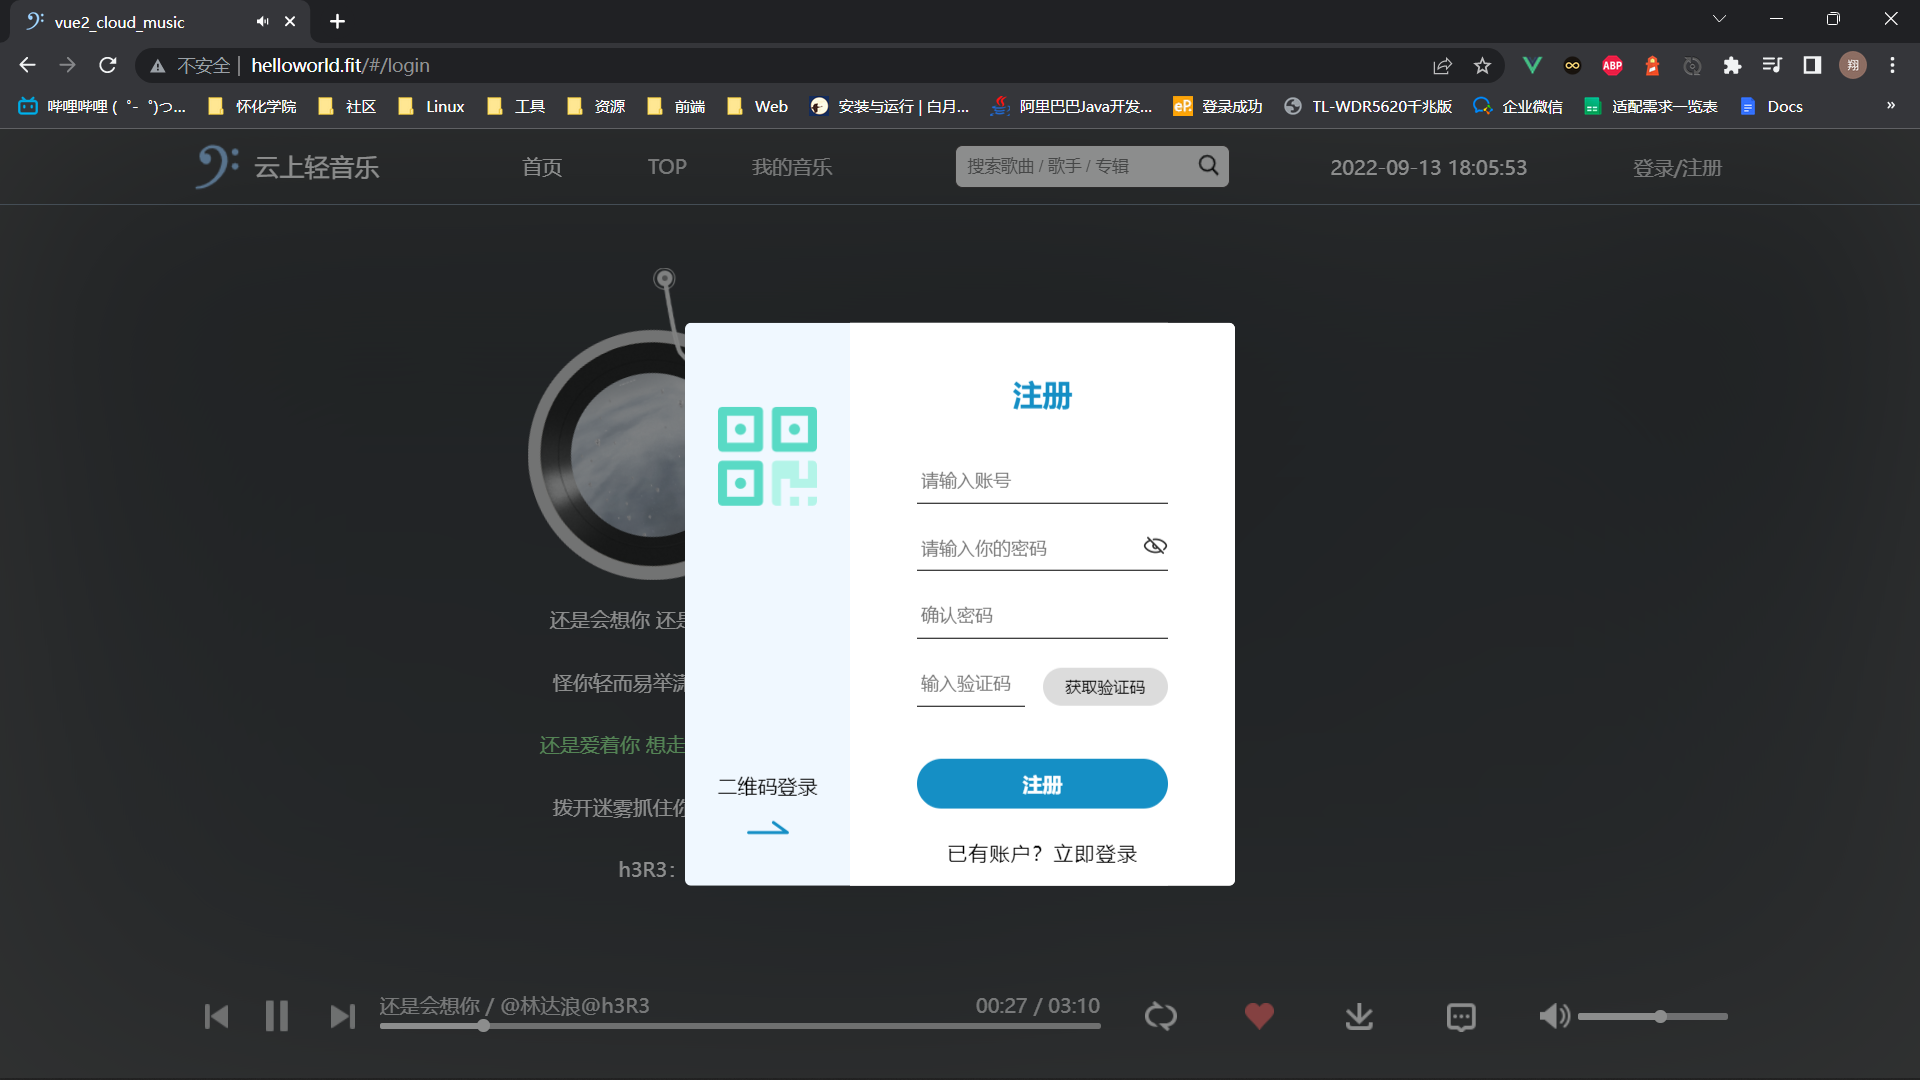 vue2_cloud_music
不安全 | helloworld.fit/#/login
ABP
翔
哔哩哔哩 (゜-゜)つ... 怀化学院 社区 Linux 工具 资源 前端 Web 安装与运行 | 白月... 阿里巴巴Java开发... eP. 登录成功 TL-WDR5620千兆版 企业微信 适配需求一览表 Docs »
云上轻音乐 首页 TOP 我的音乐 搜索歌曲 / 歌手 / 专辑 2022-09-13 18:05:53 登录/注册
注册
请输入账号
请输入你的密码
确认密码
输入验证码 获取验证码
注册
已有账户？立即登录
二维码登录
还是会想你 还是
怪你轻而易举
还是爱着你 想走
拨开迷雾抓住你
h3R3：
还是会想你 / @林达浪@h3R3 00:27 / 03:10